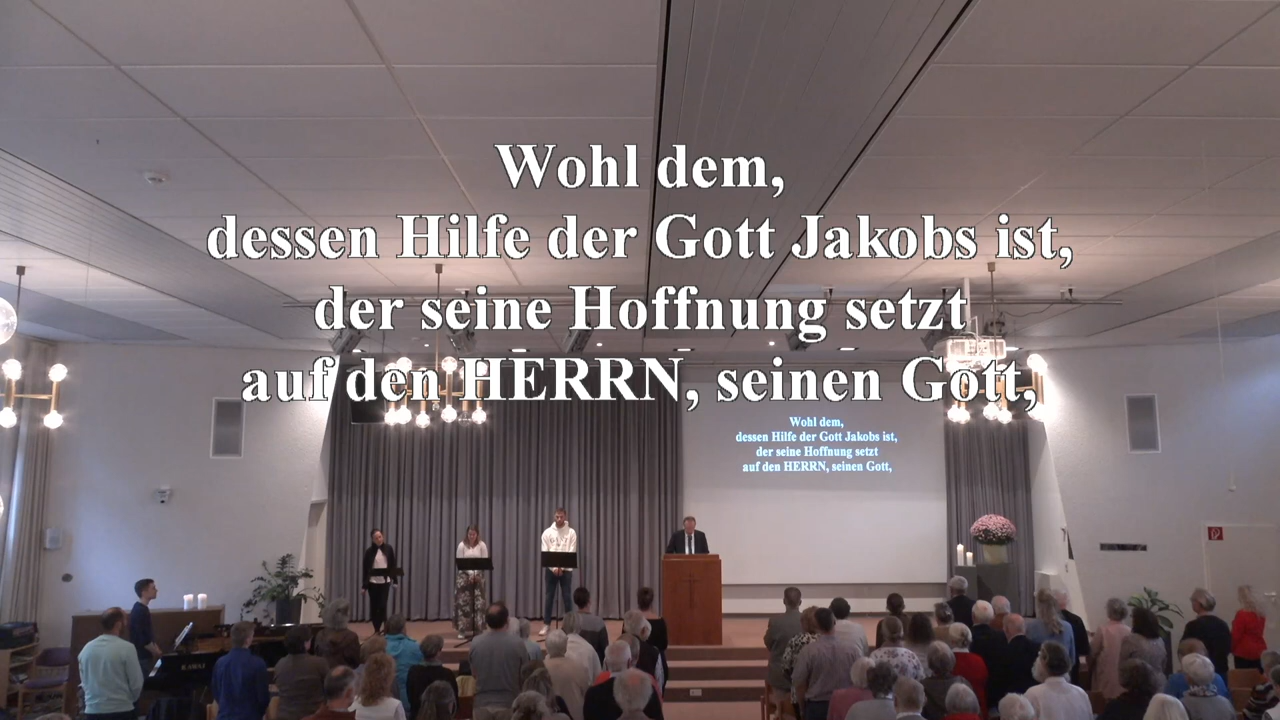 Wohl dem,
dessen Hilfe der Gott Jakobs ist,
der seine Hoffnung setzt
auf den HERRN, seinen Gott,
Wohl dem,
dessen Hilfe der Gott Jakobs ist,
der seine Hoffnung setzt
auf den HERRN, seinen Gott,
KAWAI